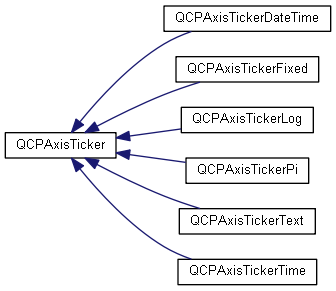 QCPAxisTickerDateTime
QCPAxisTickerFixed
QCPAxisTickerLog
QCPAxisTicker
QCPAxisTickerPi
QCPAxisTickerText
QCPAxisTickerTime